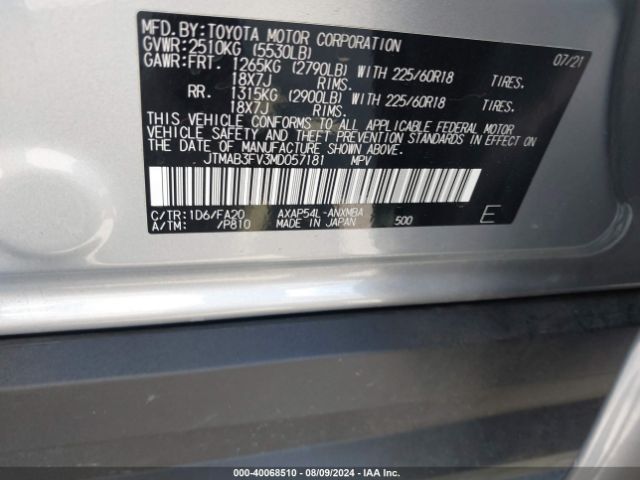 MFD.BY:TOYOTA MOTOR CORPORATION 07/21
GVWR:2510KG (5530LB)
GAWR:FRT. 1265KG (2790LB) WITH 225/60R18 TIRES.
18X7J RIMS.
RR. 1315KG (2900LB) WITH 225/60R18 TIRES.
18X7J RIMS.
THIS VEHICLE CONFORMS TO ALL APPLICABLE FEDERAL MOTOR
VEHICLE SAFETY AND THEFT PREVENTION STANDARDS IN EFFECT ON
THE DATE OF MANUFACTURE SHOWN ABOVE.
JTMAB3FV3MD057181 MPV
C/TR:1D6/FA20 AXAP54L-ANXMBA
A/TM: /P810 MADE IN JAPAN 500 E
000-40068510 - 08/09/2024 - IAA Inc.